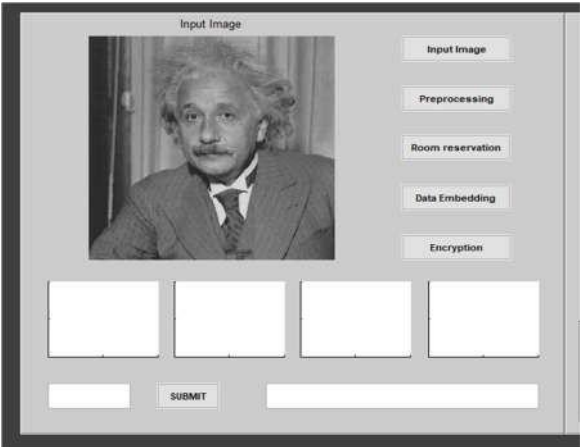 Input Image
Input Image
Preprocessing
Room reservation
Data Embedding
Encryption
SUBMIT